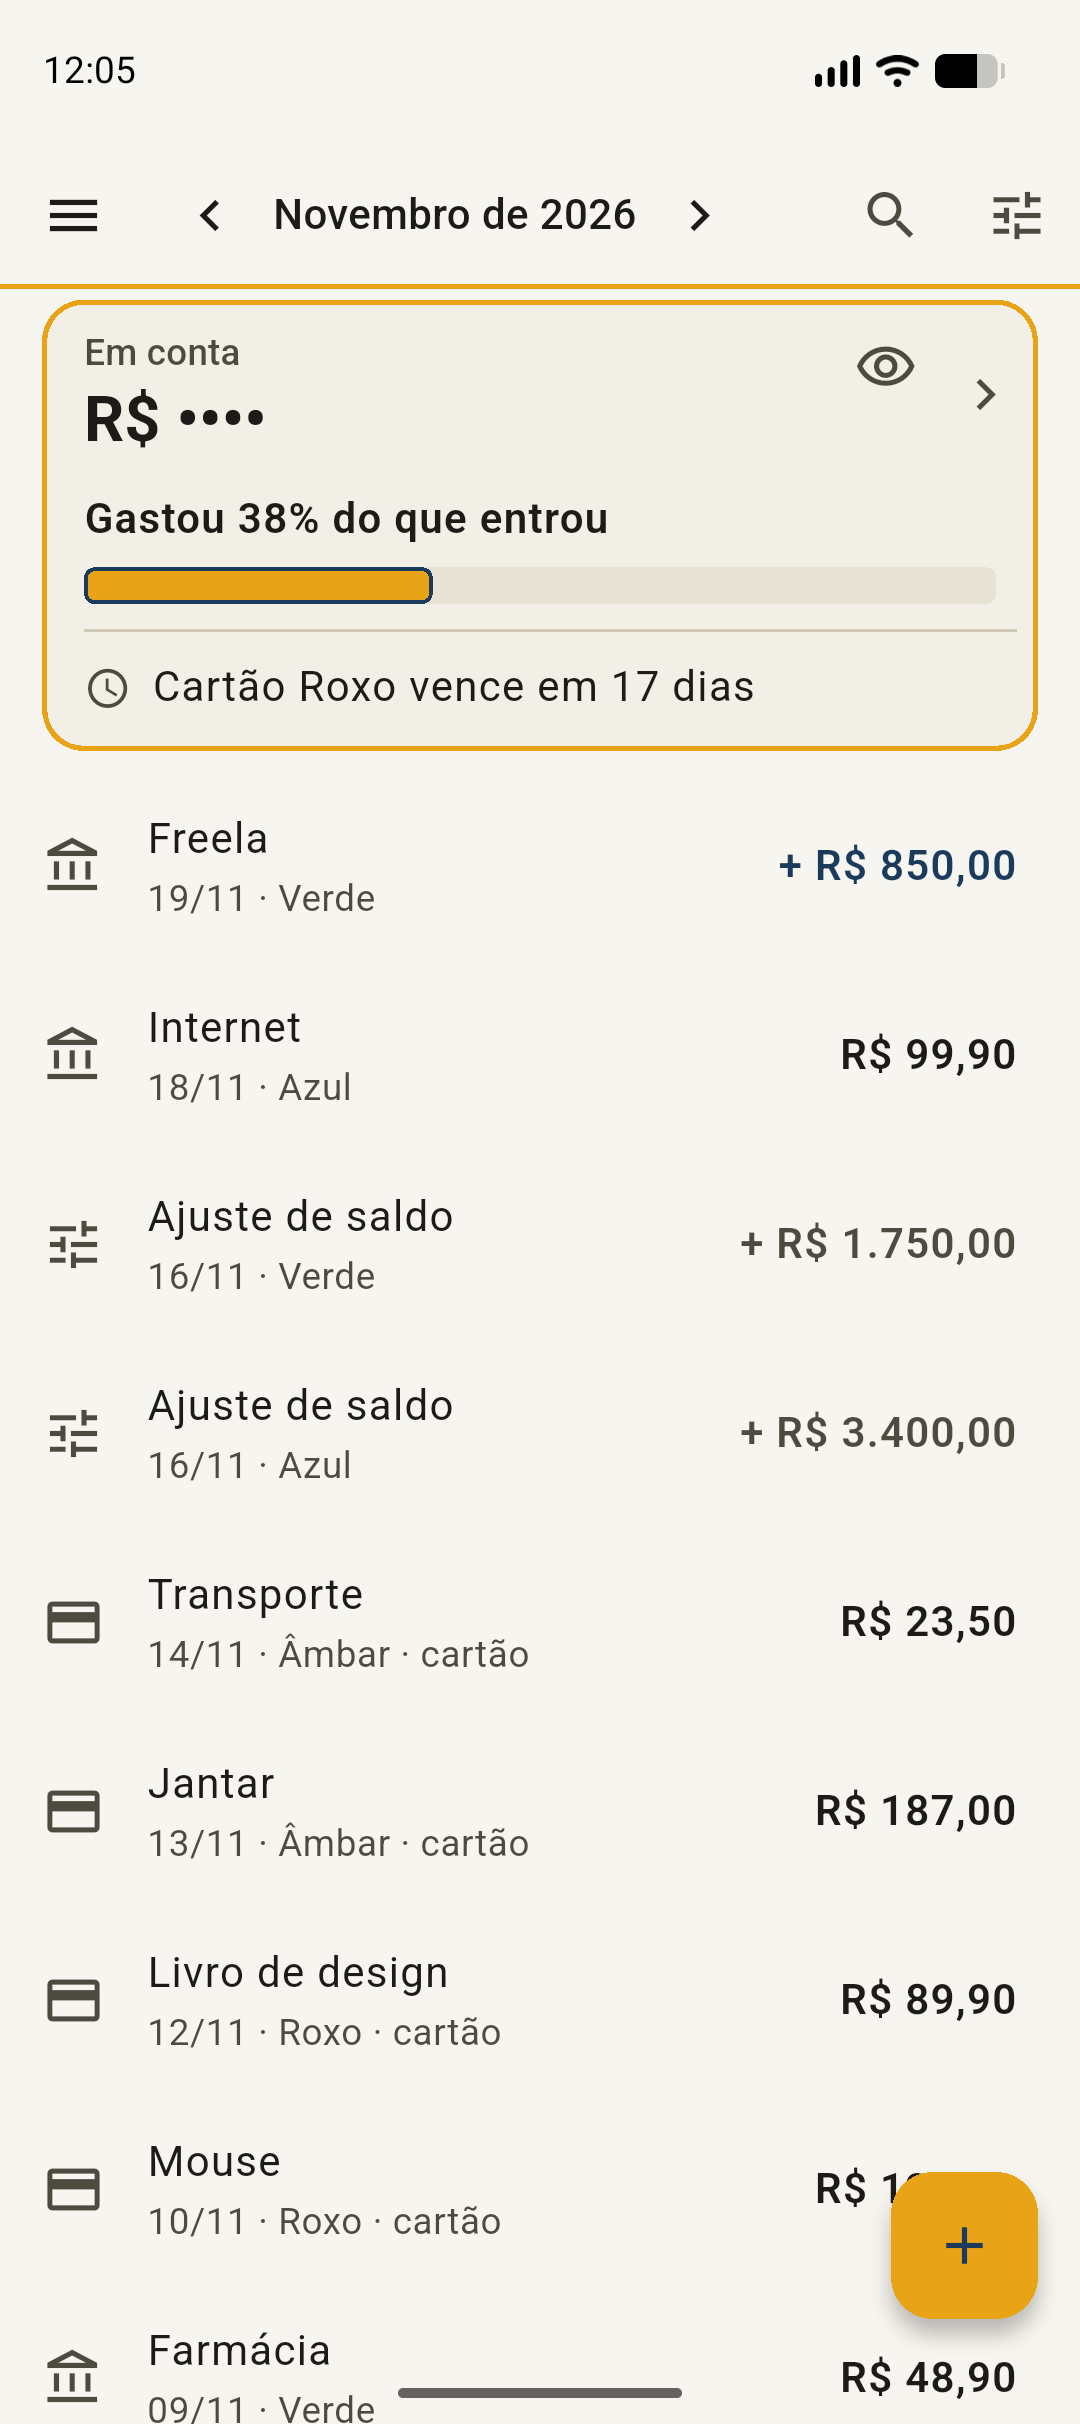 12:05
Novembro de 2026
Em conta
R$ ••••
Gastou 38% do que entrou
Cartão Roxo vence em 17 dias
Freela
+ R$ 850,00
19/11 · Verde
Internet
R$ 99,90
18/11 · Azul
Ajuste de saldo
+ R$ 1.750,00
16/11 · Verde
Ajuste de saldo
+ R$ 3.400,00
16/11 · Azul
Transporte
R$ 23,50
14/11 · Âmbar · cartão
Jantar
R$ 187,00
13/11 · Âmbar · cartão
Livro de design
R$ 89,90
12/11 · Roxo · cartão
Mouse
R$
10/11 · Roxo · cartão
Farmácia
R$ 48,90
09/11 · Verde